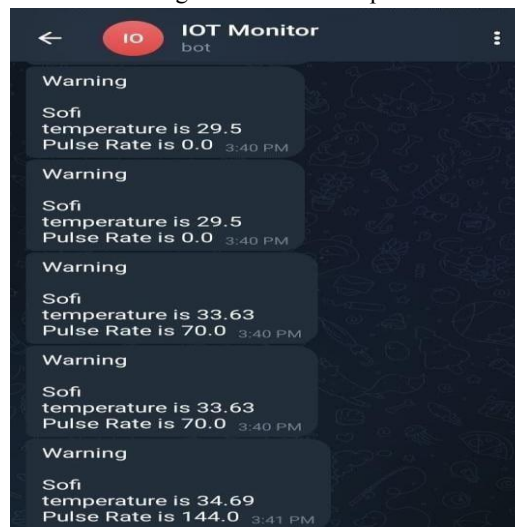 IO
IOT Monitor
bot
Warning
Sofi
temperature is 29.5
Pulse Rate is 0.0 3:40 PM
Warning
Sofi
temperature is 29.5
Pulse Rate is 0.0 3:40 PM
Warning
Sofi
temperature is 33.63
Pulse Rate is 70.0 3:40 PM
Warning
Sofi
temperature is 33.63
Pulse Rate is 70.0 3:40 PM
Warning
Sofi
temperature is 34.69
Pulse Rate is 144.0 3:41 PM